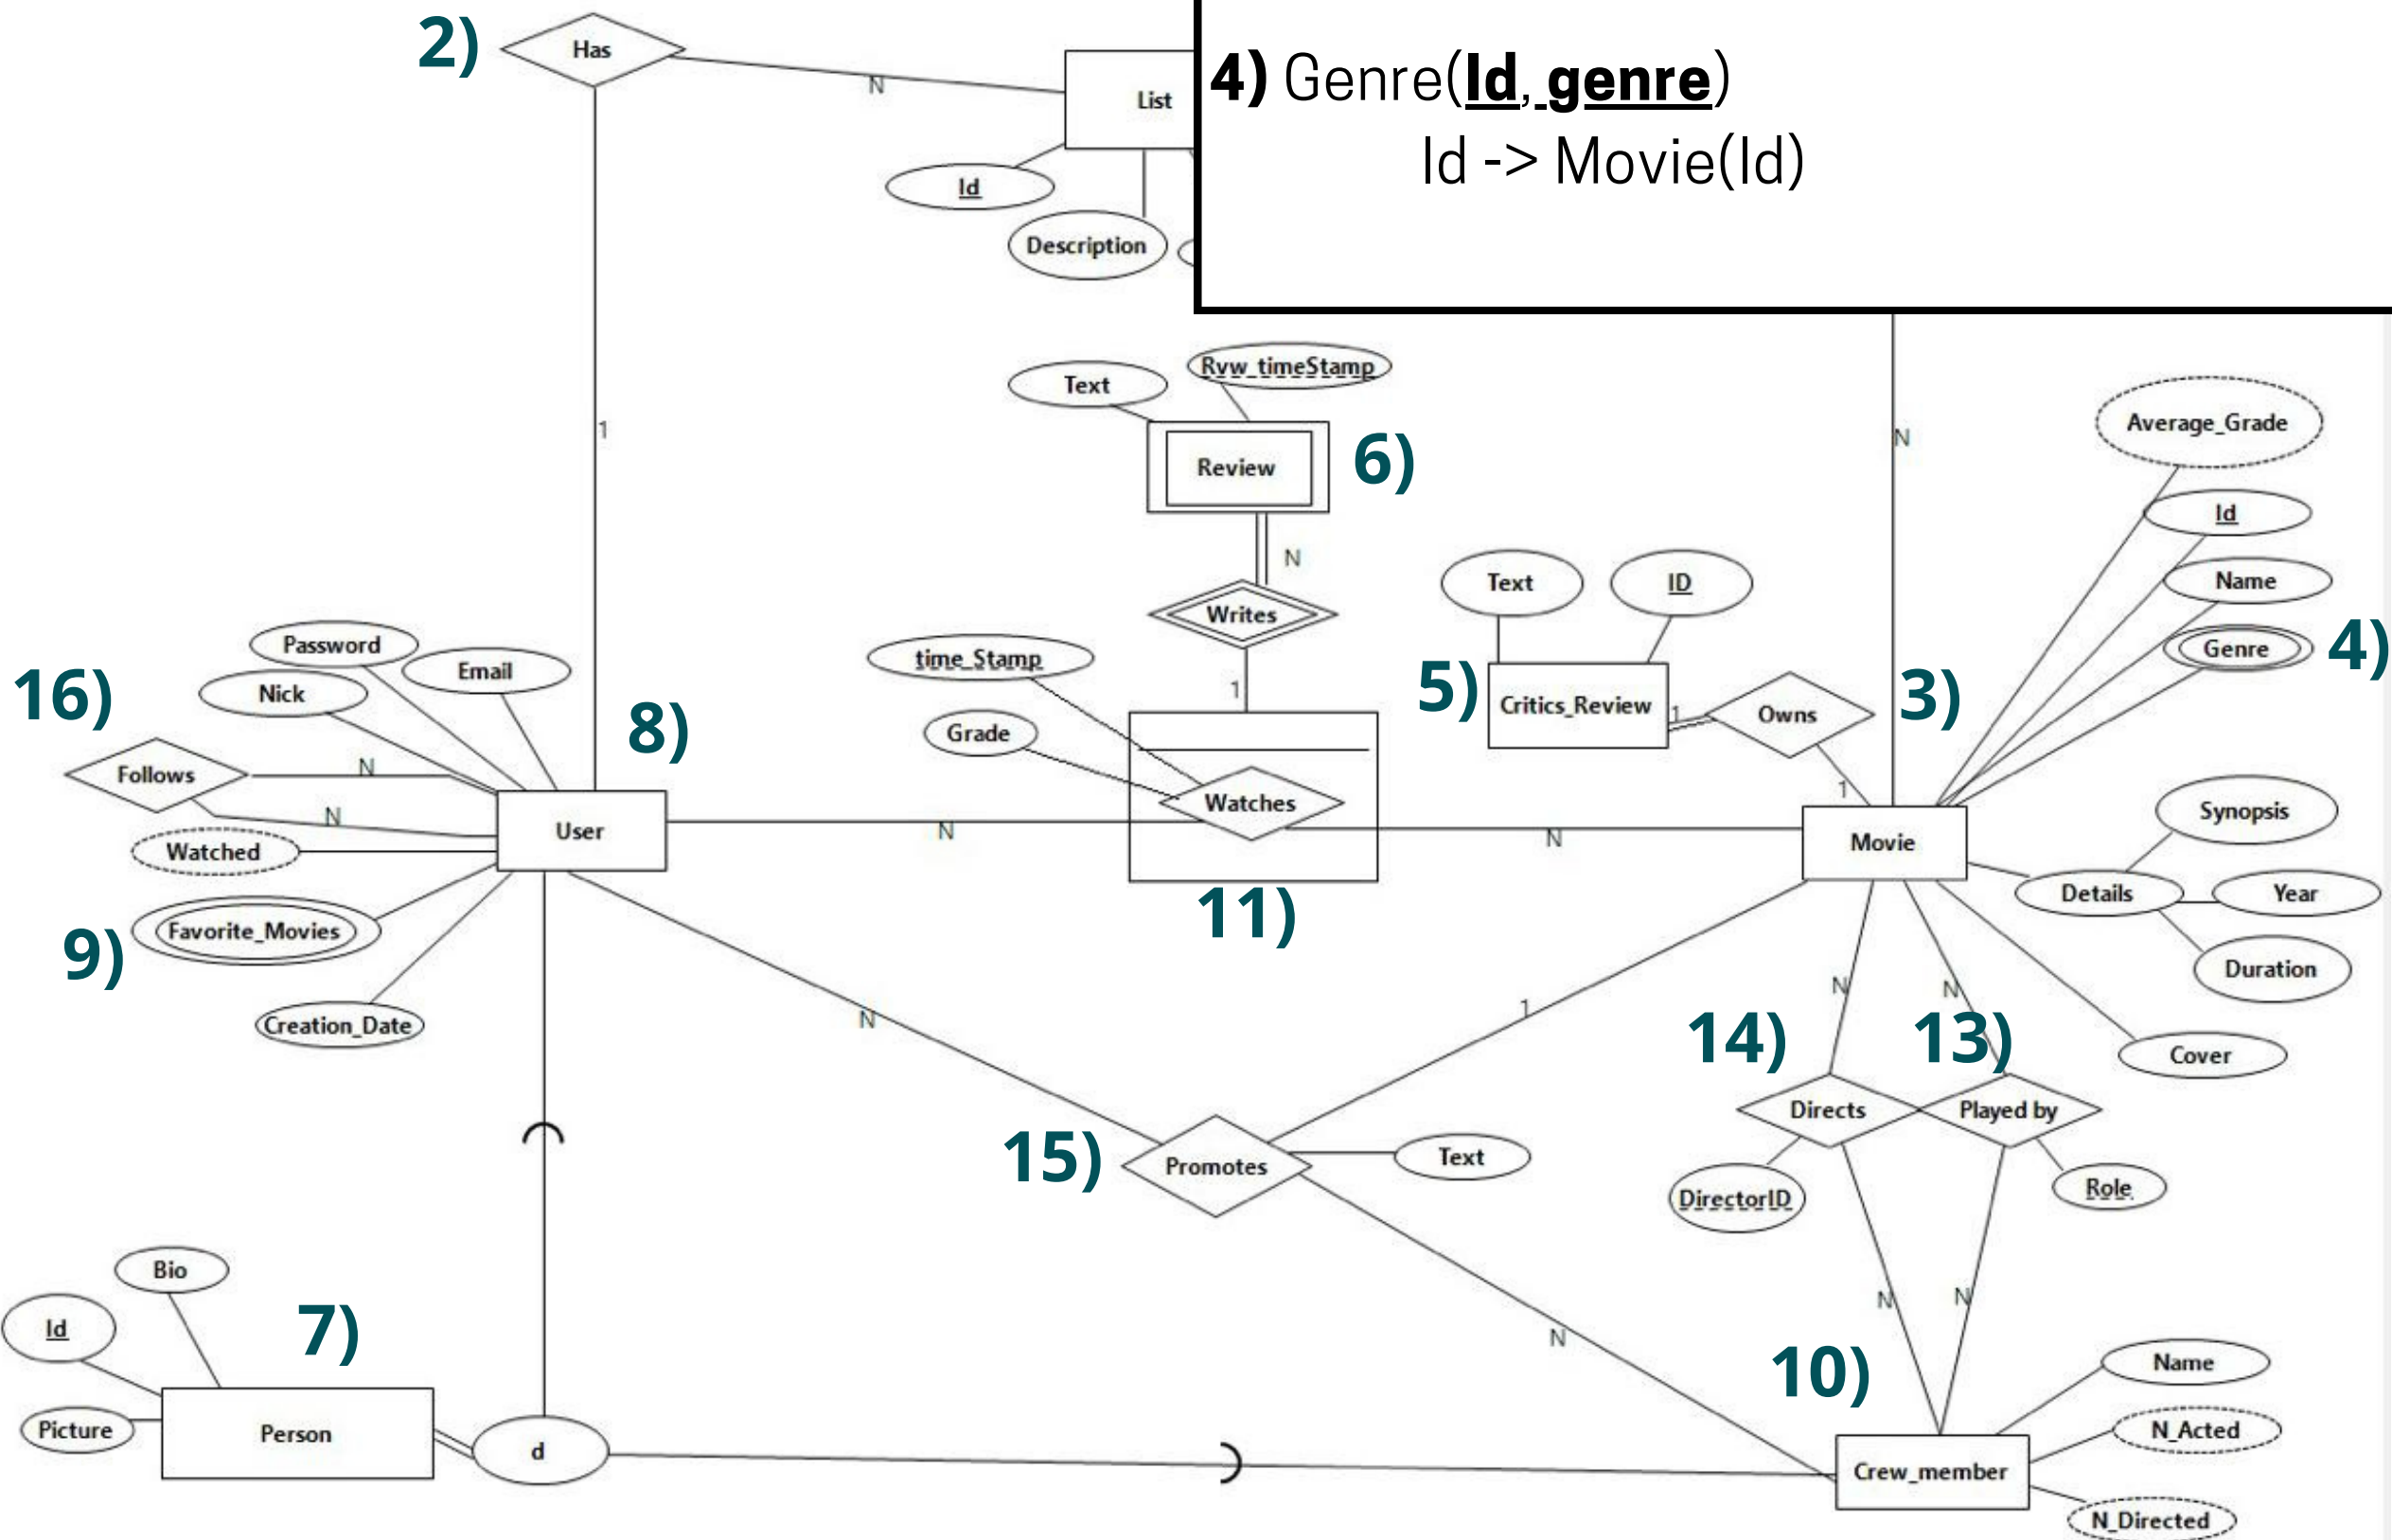 2)
Has
N
List
Id
Description
4) Genre(Id, genre)
Id -> Movie(Id)
1
Text
Rvw_timeStamp
Review
6)
N
Writes
1
N
Average_Grade
Id
Name
Genre
4)
Text
ID
5)
Critics_Review
1
Owns
3)
1
16)
Password
Nick
Email
8)
Follows
N
N
User
Watched
9)
Favorite_Movies
Creation_Date
time_Stamp
Grade
Watches
N
N
11)
Movie
Synopsis
Details
Year
Duration
Cover
N
1
N
N
14)
13)
Directs
Played by
DirectorID
Role
15)
Promotes
Text
N
N
N
Bio
Id
7)
Picture
Person
d
10)
Name
N_Acted
Crew_member
N_Directed